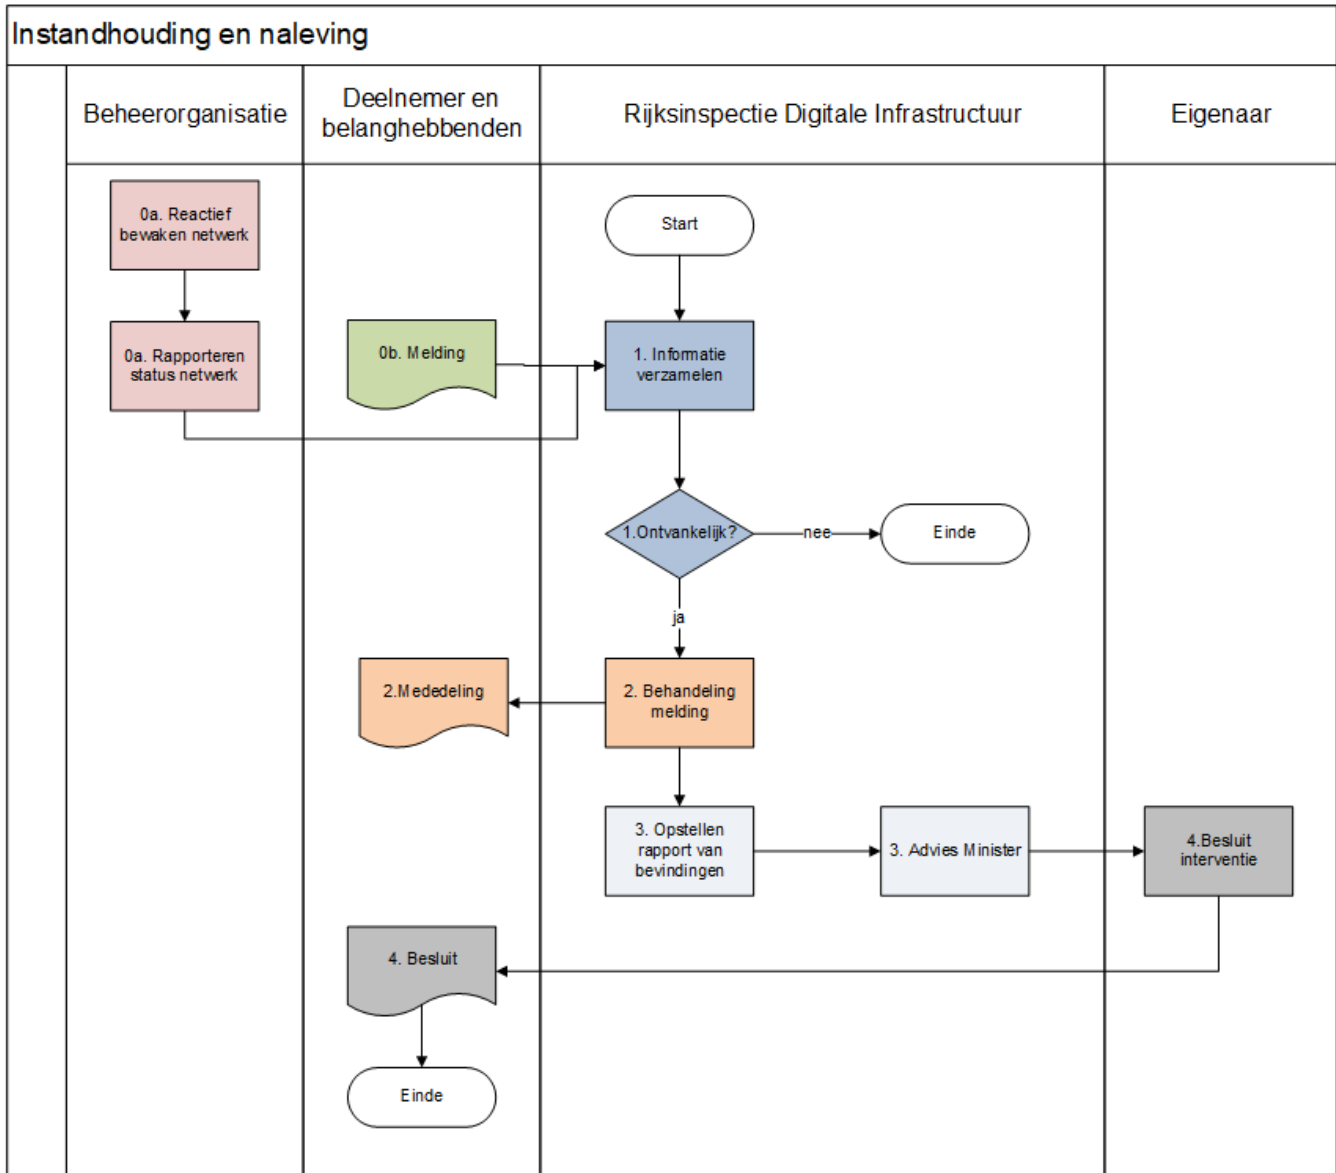 Instandhouding en naleving
Beheerorganisatie
Deelnemer en
belanghebbenden
Rijksinspectie Digitale Infrastructuur
Eigenaar
0a. Reactief
bewaken netwerk
Start
0a. Rapporteren
status netwerk
0b. Melding
1. Informatie
verzamelen
1.Ontvankelijk?
nee
Einde
ja
2.Mededeling
2. Behandeling
melding
3. Opstellen
rapport van
bevindingen
3. Advies Minister
4.Besluit
interventie
4. Besluit
Einde